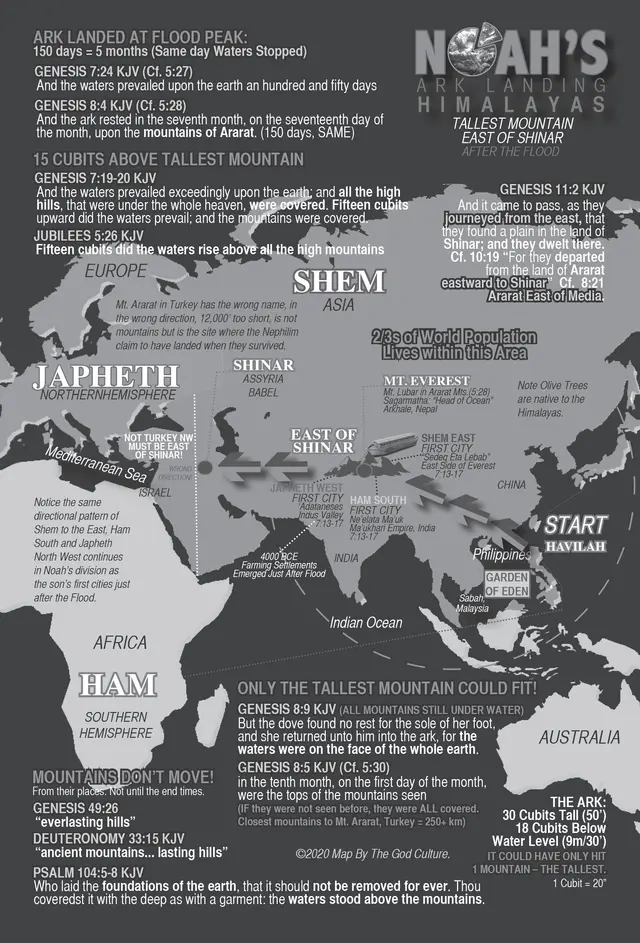 ARK LANDED AT FLOOD PEAK:
150 days = 5 months (Same day Waters Stopped)
GENESIS 7:24 KJV (Cf. 5:27)
And the waters prevailed upon the earth an hundred and fifty days
GENESIS 8:4 KJV (Cf. 5:28)
And the ark rested in the seventh month, on the seventeenth day of
the month, upon the mountains of Ararat. (150 days, SAME)
NOAH'S
ARK LANDING
HIMALAYAS
TALLEST MOUNTAIN
EAST OF SHINAR
AFTER THE FLOOD
15 CUBITS ABOVE TALLEST MOUNTAIN
GENESIS 7:19-20 KJV
And the waters prevailed exceedingly upon the earth; and all the high
hills, that were under the whole heaven, were covered. Fifteen cubits
upward did the waters prevail; and the mountains were covered.
JUBILEES 5:26 KJV
Fifteen cubits did the waters rise above all the high mountains
GENESIS 11:2 KJV
And it came to pass, as they
journeyed from the east, that
they found a plain in the land of
Shinar; and they dwelt there.
Cf. 10:19 “For they departed
from the land of Ararat
eastward to Shinar” Cf. 8:21
Ararat East of Media.
EUROPE
SHEM
ASIA
Mt. Ararat in Turkey has the wrong name, in
the wrong direction, 12,000' too short, is not
mountains but is the site where the Nephilim
claim to have landed when they survived.
2/3s of World Population
Lives within this Area
JAPHETH
NORTHERNHEMISPHERE
SHINAR
ASSYRIA
BABEL
MT. EVEREST
Mt. Lubar in Ararat Mts.(5:28)
Sagarmatha: “Head of Ocean”
Arkhale, Nepal
Note Olive Trees
are native to the
Himalayas.
NOT TURKEY NW
MUST BE EAST
OF SHINAR!
WRONG
DIRECTION
Mediterranean Sea
ISRAEL
EAST OF
SHINAR
SHEM EAST
FIRST CITY
“Sedeq Eta Lebab”
East Side of Everest
7:13-17
JAPHETH WEST
FIRST CITY
'Adataneses
Indus Valley
7:13-17
HAM SOUTH
FIRST CITY
Ne'elata Ma'uk
Ma'ukhan Empire, India
7:13-17
CHINA
Notice the same
directional pattern of
Shem to the East, Ham
South and Japheth
North West continues
in Noah's division as
the son's first cities just
after the Flood.
4000 BCE
Farming Settlements
Emerged Just After Flood
INDIA
START
HAVILAH
Philippines
GARDEN
OF EDEN
Sabah,
Malaysia
Indian Ocean
AFRICA
HAM
SOUTHERN
HEMISPHERE
ONLY THE TALLEST MOUNTAIN COULD FIT!
GENESIS 8:9 KJV (ALL MOUNTAINS STILL UNDER WATER)
But the dove found no rest for the sole of her foot,
and she returned unto him into the ark, for the
waters were on the face of the whole earth.
GENESIS 8:5 KJV (Cf. 5:30)
in the tenth month, on the first day of the month,
were the tops of the mountains seen
(IF they were not seen before, they were ALL covered.
Closest mountains to Mt. Ararat, Turkey = 250+ km)
AUSTRALIA
MOUNTAINS DON'T MOVE!
From their places. Not until the end times.
GENESIS 49:26
“everlasting hills”
DEUTERONOMY 33:15 KJV
“ancient mountains... lasting hills”
PSALM 104:5-8 KJV
Who laid the foundations of the earth, that it should not be removed for ever. Thou
coveredst it with the deep as with a garment: the waters stood above the mountains.
©2020 Map By The God Culture.
THE ARK:
30 Cubits Tall (50')
18 Cubits Below
Water Level (9m/30')
IT COULD HAVE ONLY HIT
1 MOUNTAIN – THE TALLEST.
1 Cubit = 20"